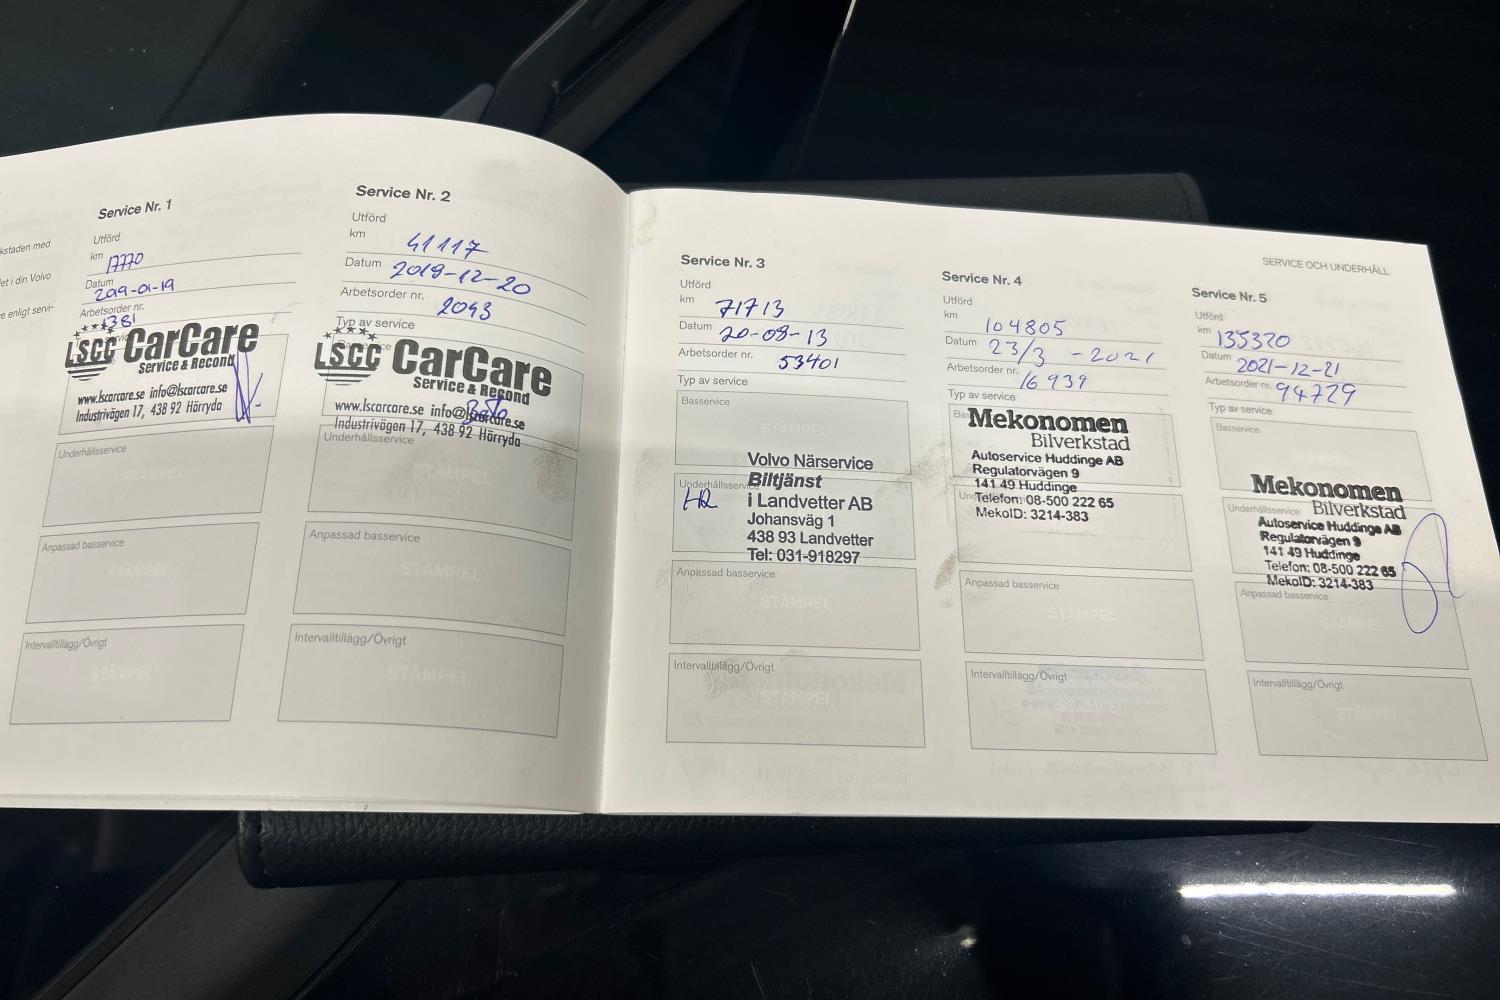 kstaden med
et i din Volvo
e enligt servi-
Service Nr. 1
Utförd
km 17770
Datum
2019-01-19
Arbetsorder nr.
1381
LSCC CarCare
Service & Recond
www.lscarcare.se info@lscarcare.se
Industrivägen 17, 438 92 Härryda
Underhållsservice
STÄMPEL
Anpassad basservice
STÄMPEL
Intervalltillägg/Övrigt
STÄMPEL
Service Nr. 2
Utförd
km 41117
Datum 2019-12-20
Arbetsorder nr. 2043
Typ av service
LSCC CarCare
Service & Recond
www.lscarcare.se info@lscarcare.se
Industrivägen 17, 438 92 Härryda
Underhållsservice
STÄMPEL
Anpassad basservice
STÄMPEL
Intervalltillägg/Övrigt
STÄMPEL
Service Nr. 3
Utförd
km 71713
Datum 20-08-13
Arbetsorder nr. 53401
Typ av service
Basservice
STÄMPEL
Underhållsservice
Volvo Närservice
Biltjänst
i Landvetter AB
Johansväg 1
438 93 Landvetter
Tel: 031-918297
Anpassad basservice
STÄMPEL
Intervalltillägg/Övrigt
STÄMPEL
Service Nr. 4
Utförd
km 104805
Datum 23/3 -2021
Arbetsorder nr. 16939
Typ av service
Mekonomen
Bilverkstad
Autoservice Huddinge AB
Regulatorvägen 9
141 49 Huddinge
Telefon: 08-500 222 65
MekoID: 3214-383
Anpassad basservice
STÄMPEL
Intervalltillägg/Övrigt
SERVICE OCH UNDERHÅLL
Service Nr. 5
Utförd
km 135320
Datum 2021-12-21
Arbetsorder nr. 94729
Typ av service
Basservice
STÄMPEL
Underhållsservice
Mekonomen
Bilverkstad
Autoservice Huddinge AB
Regulatorvägen 9
141 49 Huddinge
Telefon: 08-500 222 65
MekoID: 3214-383
Anpassad basservice
STÄMPEL
Intervalltillägg/Övrigt
STÄMPEL